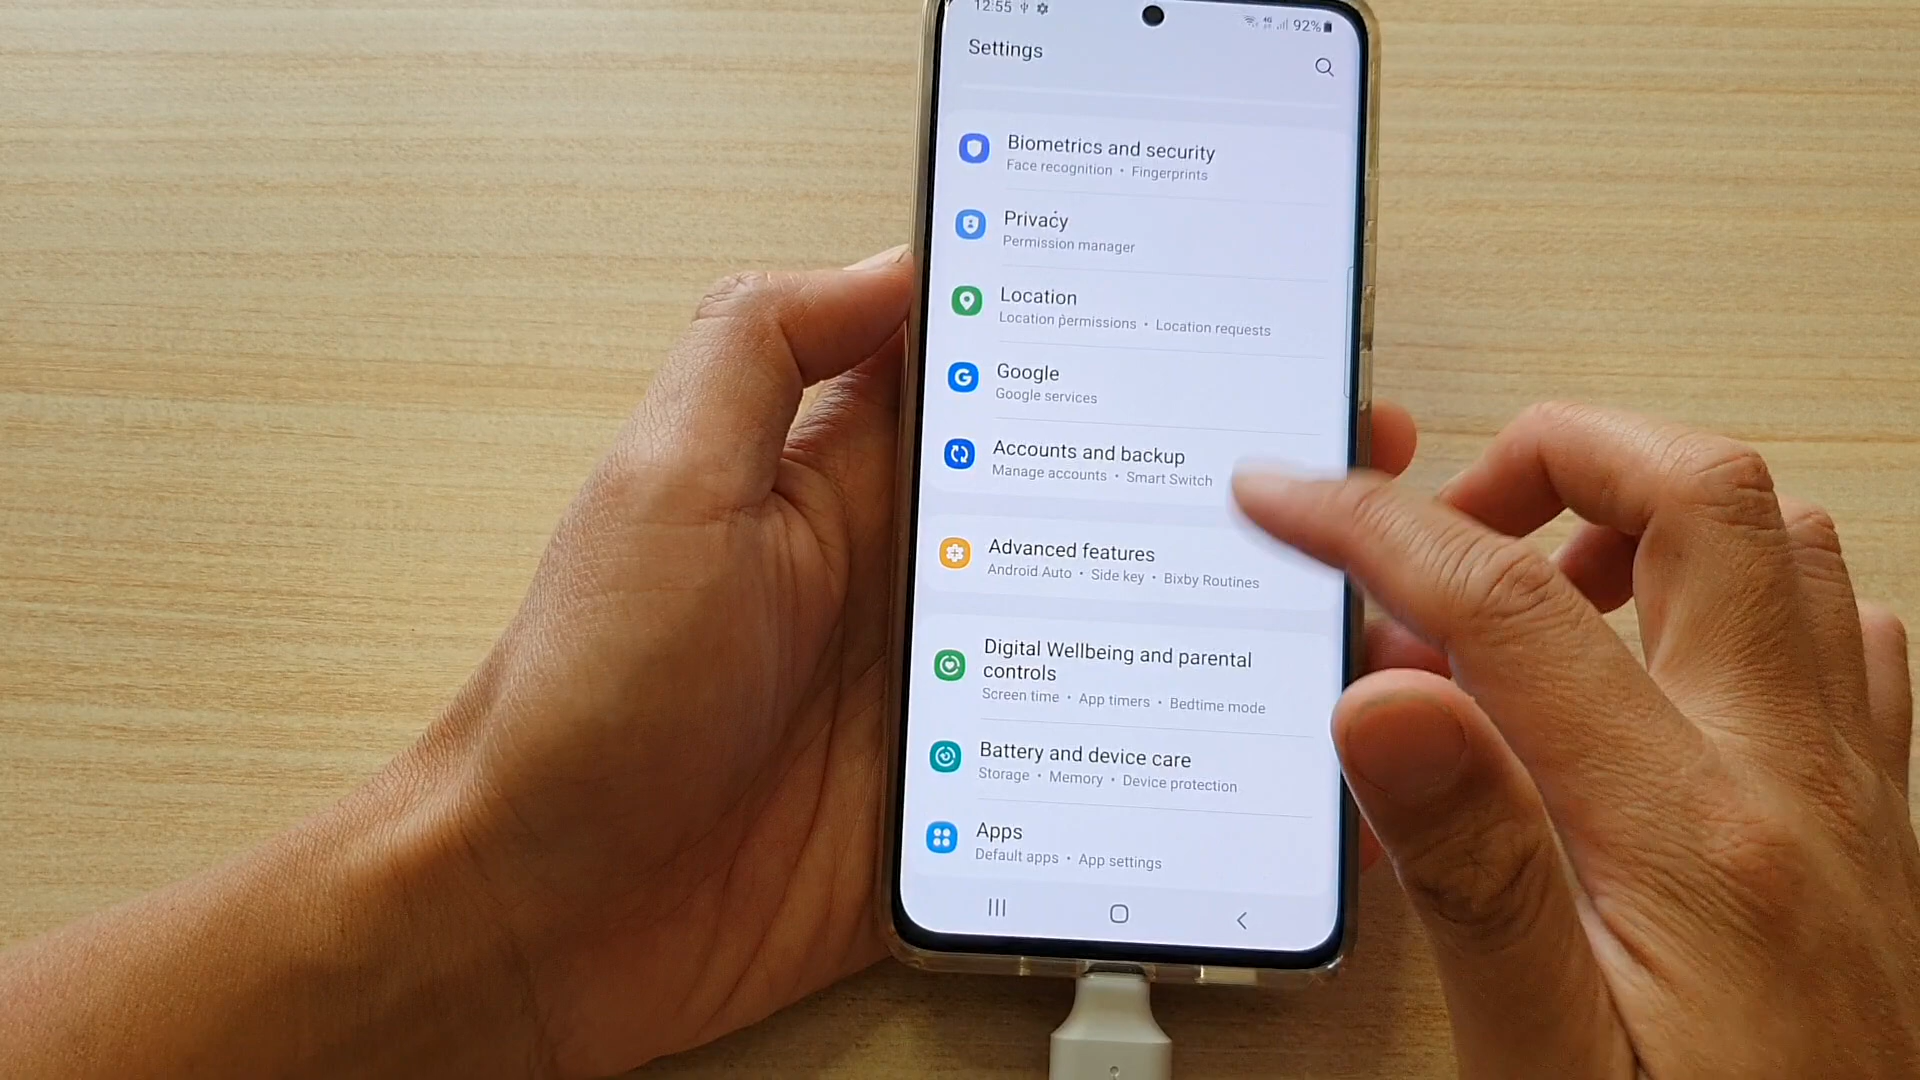 12:55
4G 92%
Settings
Biometrics and security
Face recognition • Fingerprints
Privacy
Permission manager
Location
Location permissions • Location requests
G Google
Google services
Accounts and backup
Manage accounts • Smart Switch
Advanced features
Android Auto • Side key • Bixby Routines
Digital Wellbeing and parental
controls
Screen time • App timers • Bedtime mode
Battery and device care
Storage • Memory • Device protection
Apps
Default apps • App settings